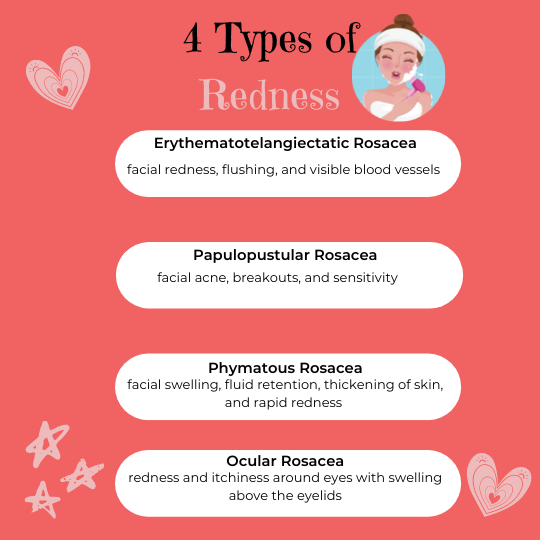 4 Types of
Redness
Erythematotelangiectatic Rosacea
facial redness, flushing, and visible blood vessels
Papulopustular Rosacea
facial acne, breakouts, and sensitivity
Phymatous Rosacea
facial swelling, fluid retention, thickening of skin,
and rapid redness
Ocular Rosacea
redness and itchiness around eyes with swelling
above the eyelids